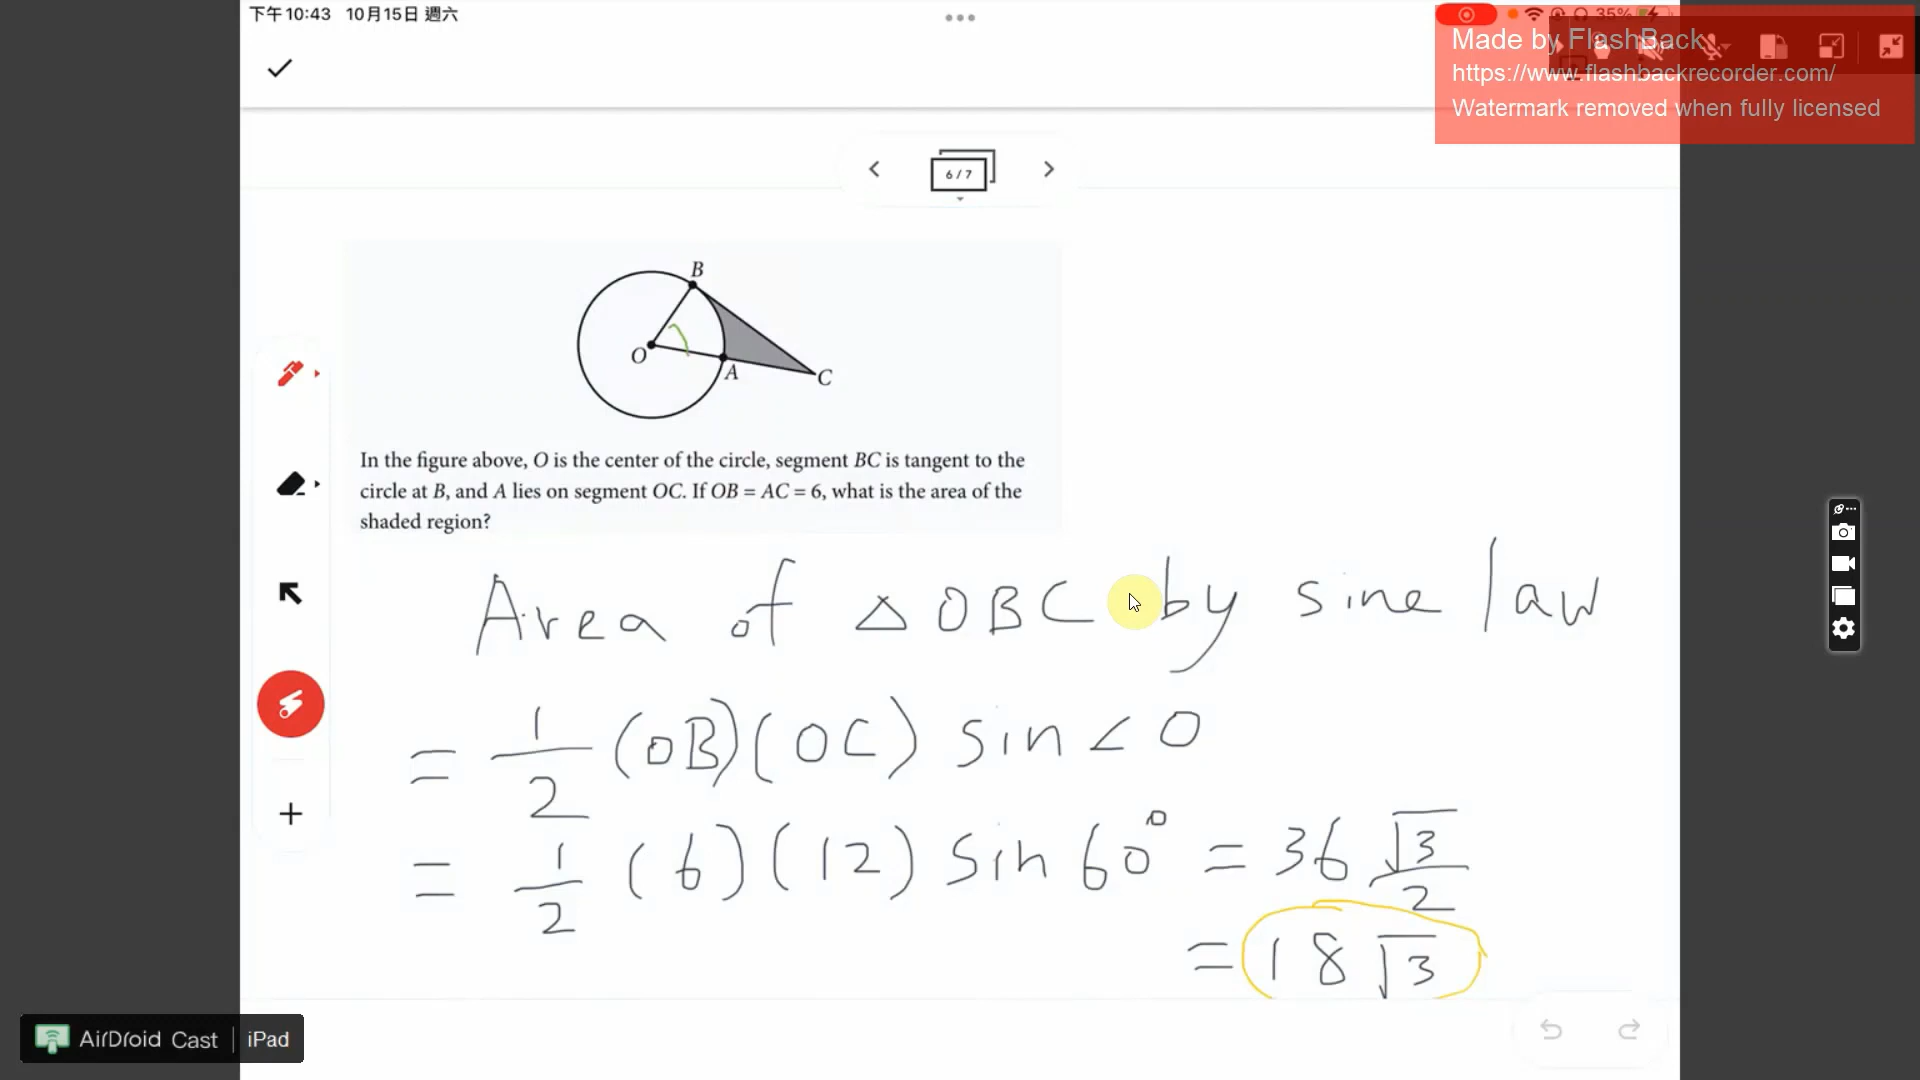 下午10:43 10月15日 週六
35%
Made by FlashBack
https://www.flashbackrecorder.com/
Watermark removed when fully licensed
6 / 7
B
O
A
C
In the figure above, O is the center of the circle, segment BC is tangent to the
circle at B, and A lies on segment OC. If OB = AC = 6, what is the area of the
shaded region?
Area of △OBC by sine law
= 1/2 (OB)(OC) sin∠O
= 1/2 (6)(12) sin 60° = 36 √3/2
= 18√3
AirDroid Cast | iPad